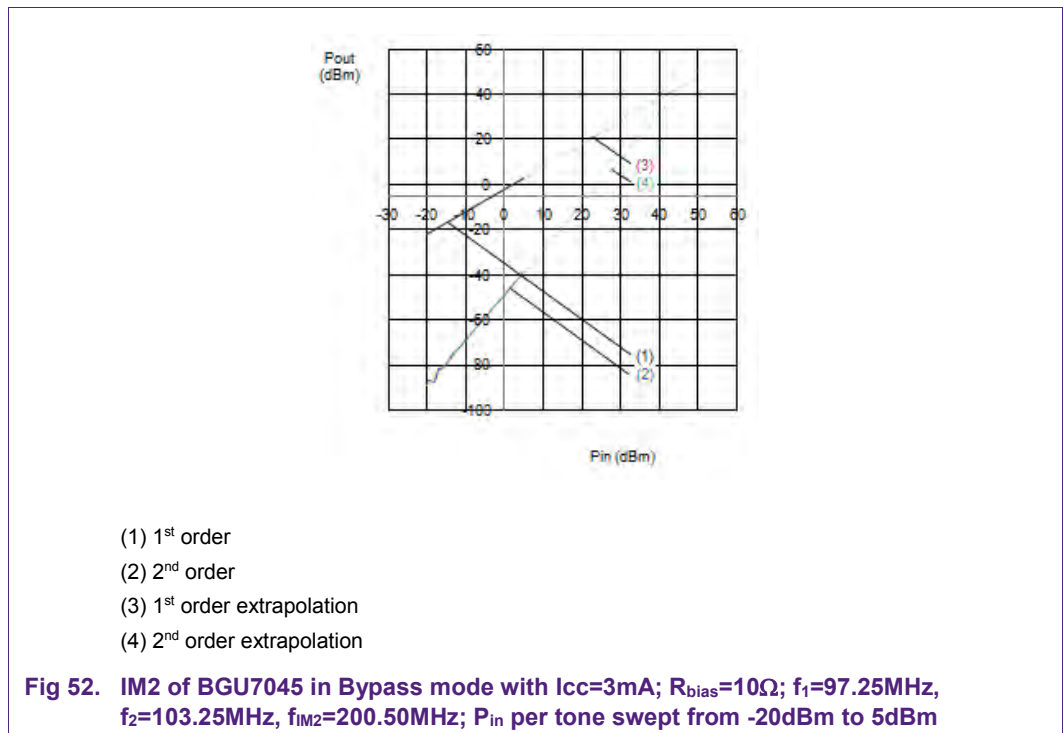 Pout
(dBm)
60
40
20
0
-30 -20 -10 0 10 20 30 40 50 60
-20
-40
-60
-80
-100
(3)
(4)
(1)
(2)
Pin (dBm)
(1) 1st order
(2) 2nd order
(3) 1st order extrapolation
(4) 2nd order extrapolation
Fig 52. IM2 of BGU7045 in Bypass mode with Icc=3mA; Rbias=10Ω; f1=97.25MHz,
f2=103.25MHz, fIM2=200.50MHz; Pin per tone swept from -20dBm to 5dBm